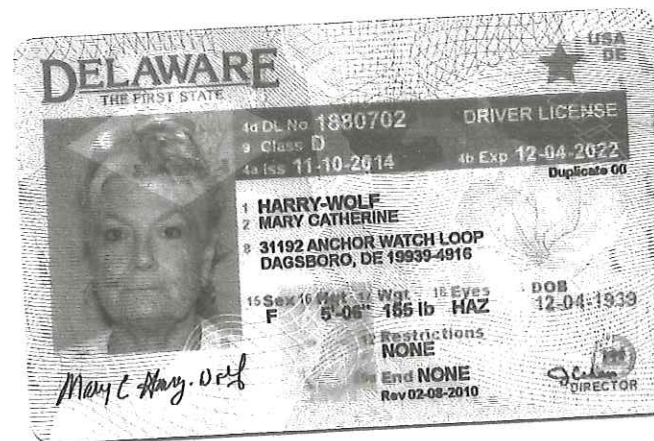 DELAWARE
THE FIRST STATE
USA
DE
4d DL No 1880702 DRIVER LICENSE
9 Class D
4a Iss 11-10-2014 4b Exp 12-04-2022
Duplicate 00
1 HARRY-WOLF
2 MARY CATHERINE
8 31192 ANCHOR WATCH LOOP
DAGSBORO, DE 19939-4916
15 Sex 16 Hgt 17 Wgt 18 Eyes DOB
F 5'-06" 155 lb HAZ 12-04-1939
12 Restrictions
NONE
9a End NONE
Rev 02-08-2010
Mary C Harry-Wolf
DIRECTOR